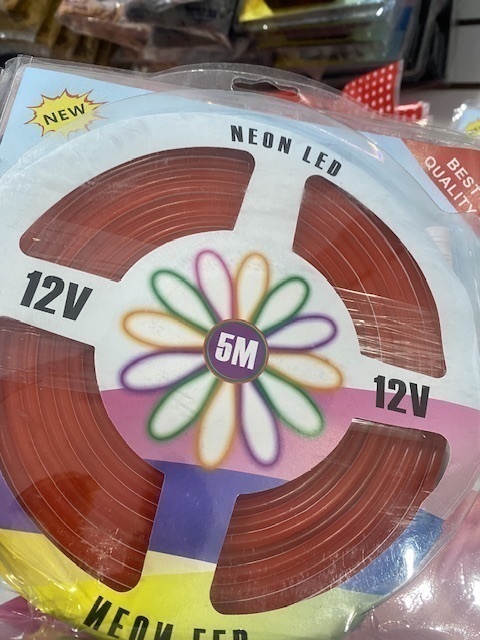 NEW
NEON LED
BEST
QUALITY
12V
5M
12V
NEON LED